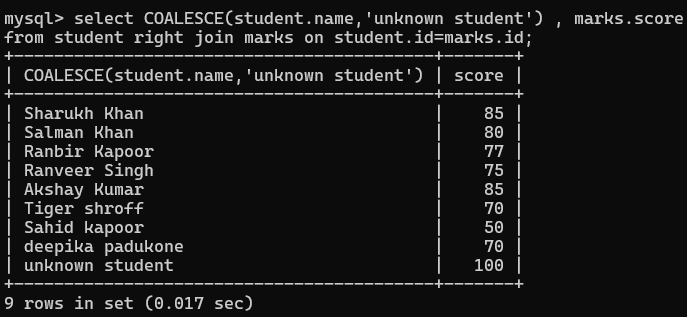 mysql> select COALESCE(student.name,'unknown student') , marks.score
from student right join marks on student.id=marks.id;
+------------------------------------------+-------+
| COALESCE(student.name,'unknown student') | score |
+------------------------------------------+-------+
| Sharukh Khan                             |    85 |
| Salman Khan                              |    80 |
| Ranbir Kapoor                            |    77 |
| Ranveer Singh                            |    75 |
| Akshay Kumar                             |    85 |
| Tiger shroff                             |    70 |
| Sahid kapoor                             |    50 |
| deepika padukone                         |    70 |
| unknown student                          |   100 |
+------------------------------------------+-------+
9 rows in set (0.017 sec)